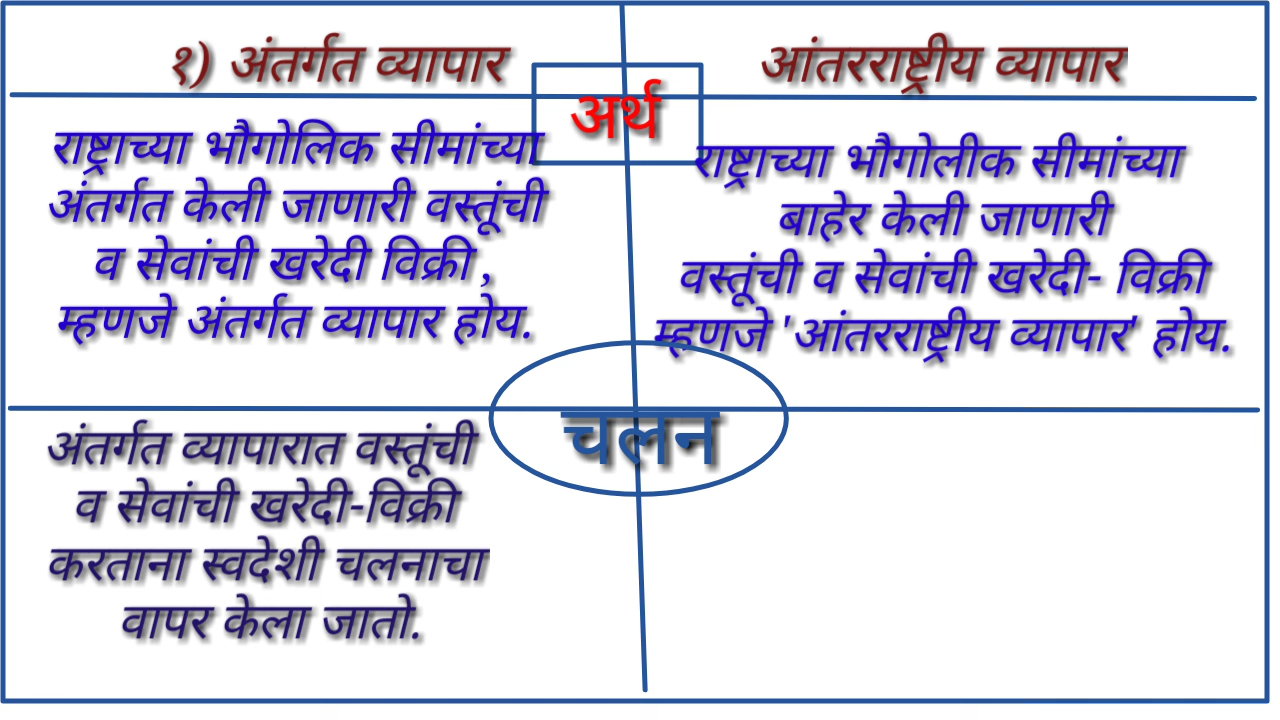 १) अंतर्गत व्यापार
आंतरराष्ट्रीय व्यापार
अर्थ
राष्ट्राच्या भौगोलिक सीमांच्या
अंतर्गत केली जाणारी वस्तूंची
व सेवांची खरेदी विक्री ,
म्हणजे अंतर्गत व्यापार होय.
राष्ट्राच्या भौगोलीक सीमांच्या
बाहेर केली जाणारी
वस्तूंची व सेवांची खरेदी- विक्री
म्हणजे 'आंतरराष्ट्रीय व्यापार' होय.
चलन
अंतर्गत व्यापारात वस्तूंची
व सेवांची खरेदी-विक्री
करताना स्वदेशी चलनाचा
वापर केला जातो.